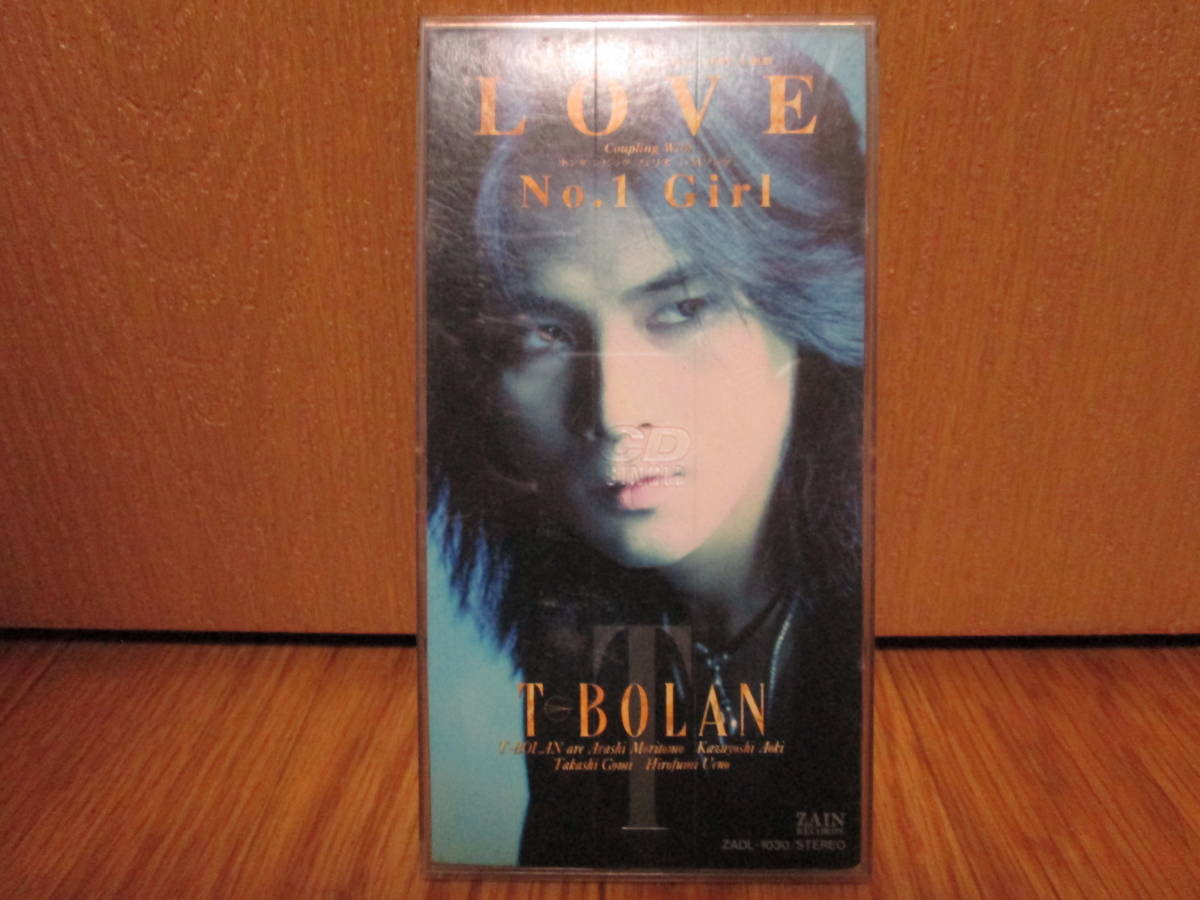 LOVE
Coupling With
No.1 Girl
CD
SINGLE
T
T-BOLAN
T-BOLAN are Arashi Moritomo Kazuyoshi Aoki
Takashi Gomi Hirofumi Ueno
ZAIN
RECORDS
ZADL-1030/STEREO